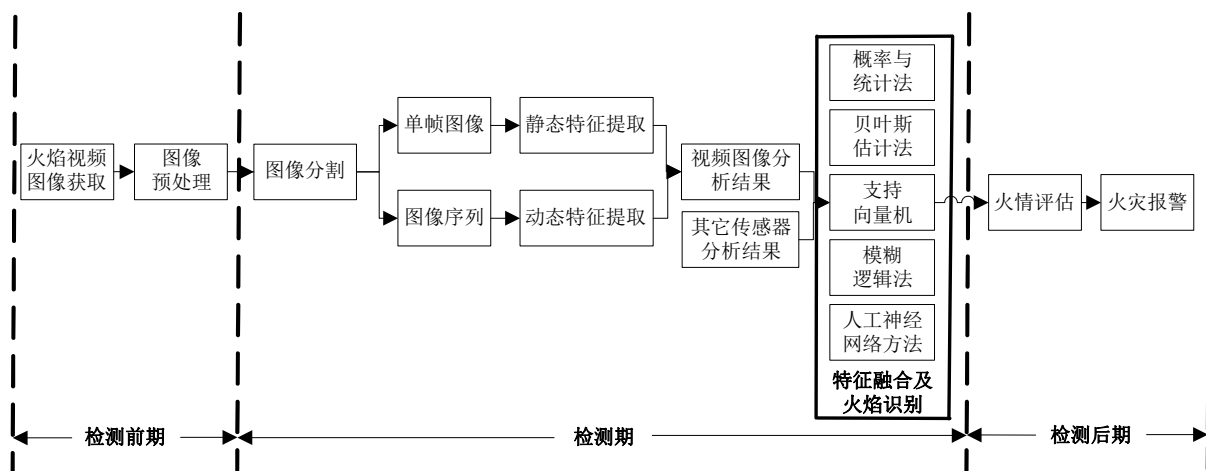 火焰视频
图像获取
图像
预处理
图像分割
单帧图像
静态特征提取
图像序列
动态特征提取
视频图像分
析结果
其它传感器
分析结果
概率与
统计法
贝叶斯
估计法
支持
向量机
模糊
逻辑法
人工神经
网络方法
特征融合及
火焰识别
火情评估
火灾报警
检测前期
检测期
检测后期